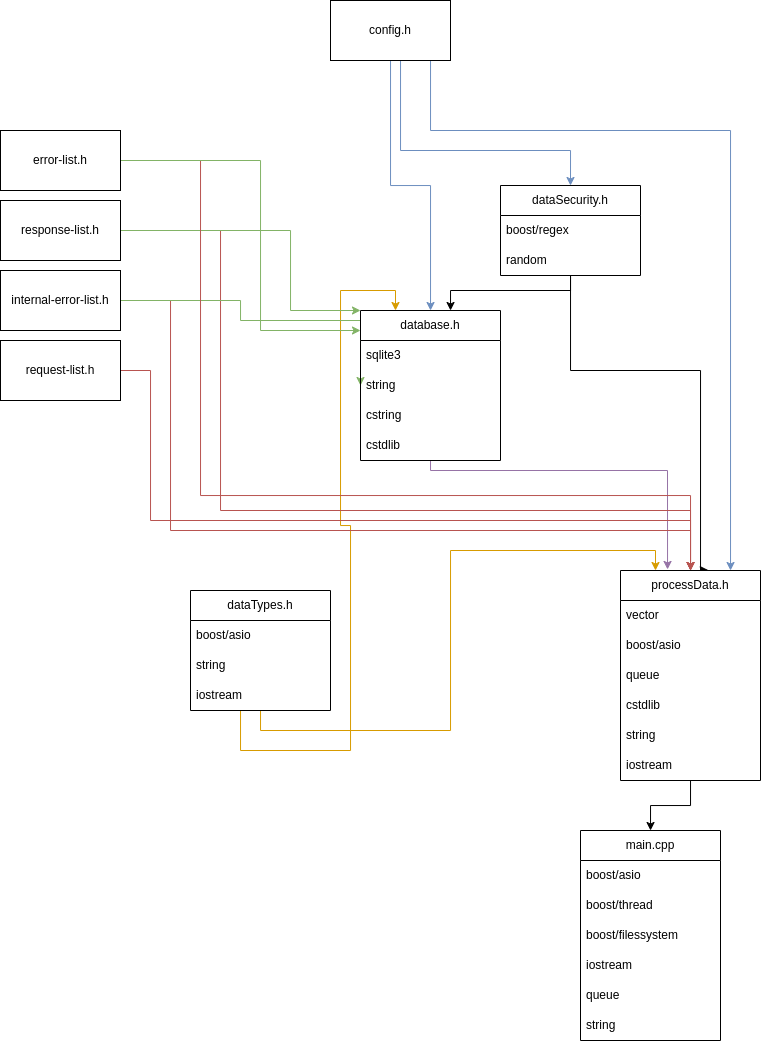 config.h
error-list.h
response-list.h
internal-error-list.h
request-list.h
dataSecurity.h
boost/regex
random
database.h
sqlite3
string
cstring
cstdlib
dataTypes.h
boost/asio
string
iostream
processData.h
vector
boost/asio
queue
cstdlib
string
iostream
main.cpp
boost/asio
boost/thread
boost/filessystem
iostream
queue
string